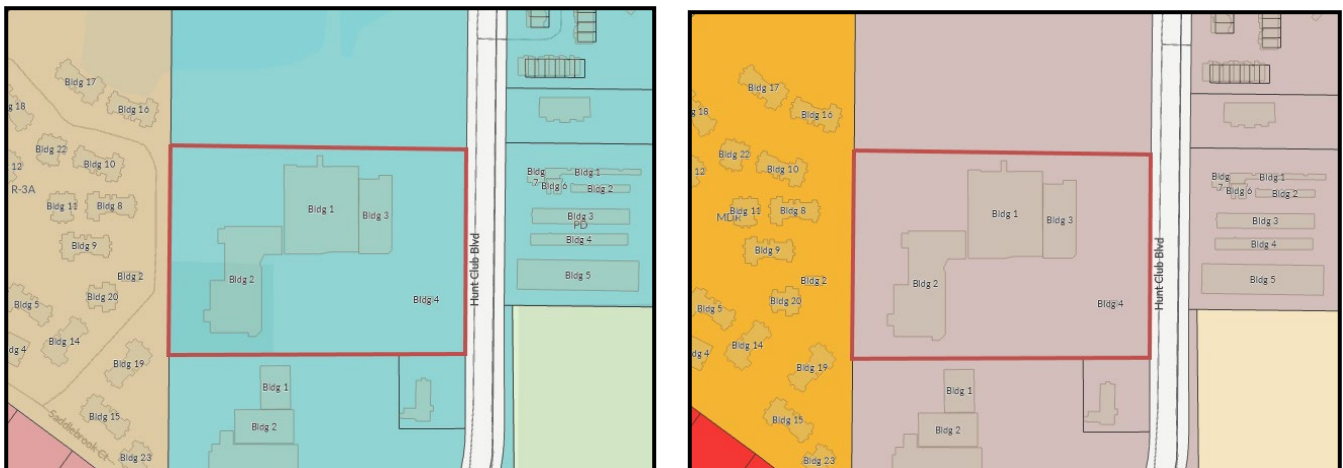 Bldg 17
Bldg 16
18
Bldg 22
12
Bldg 10
R-3A
Bldg 11
Bldg 8
Bldg 9
Bldg 2
Bldg 20
Bldg 5
dg 4
Bldg 14
Bldg 19
Bldg 15
Saddlebrook Ct
Bldg 23
Bldg 1
Bldg 3
Bldg 2
Bldg 4
Bldg 1
Bldg 2
Hunt Club Blvd
Bldg
7
Bldg 1
Bldg 6
Bldg 2
Bldg 3
PD
Bldg 4
Bldg 5
Bldg 17
Bldg 16
18
Bldg 22
12
Bldg 10
MDR
Bldg 11
Bldg 8
Bldg 9
Bldg 2
Bldg 20
Bldg 5
Bldg 14
dg 4
Bldg 19
Bldg 15
Bldg 23
Bldg 1
Bldg 3
Bldg 2
Bldg 4
Bldg 1
Bldg 2
Hunt Club Blvd
Bldg
7
Bldg 1
Bldg 6
Bldg 2
Bldg 3
Bldg 4
Bldg 5